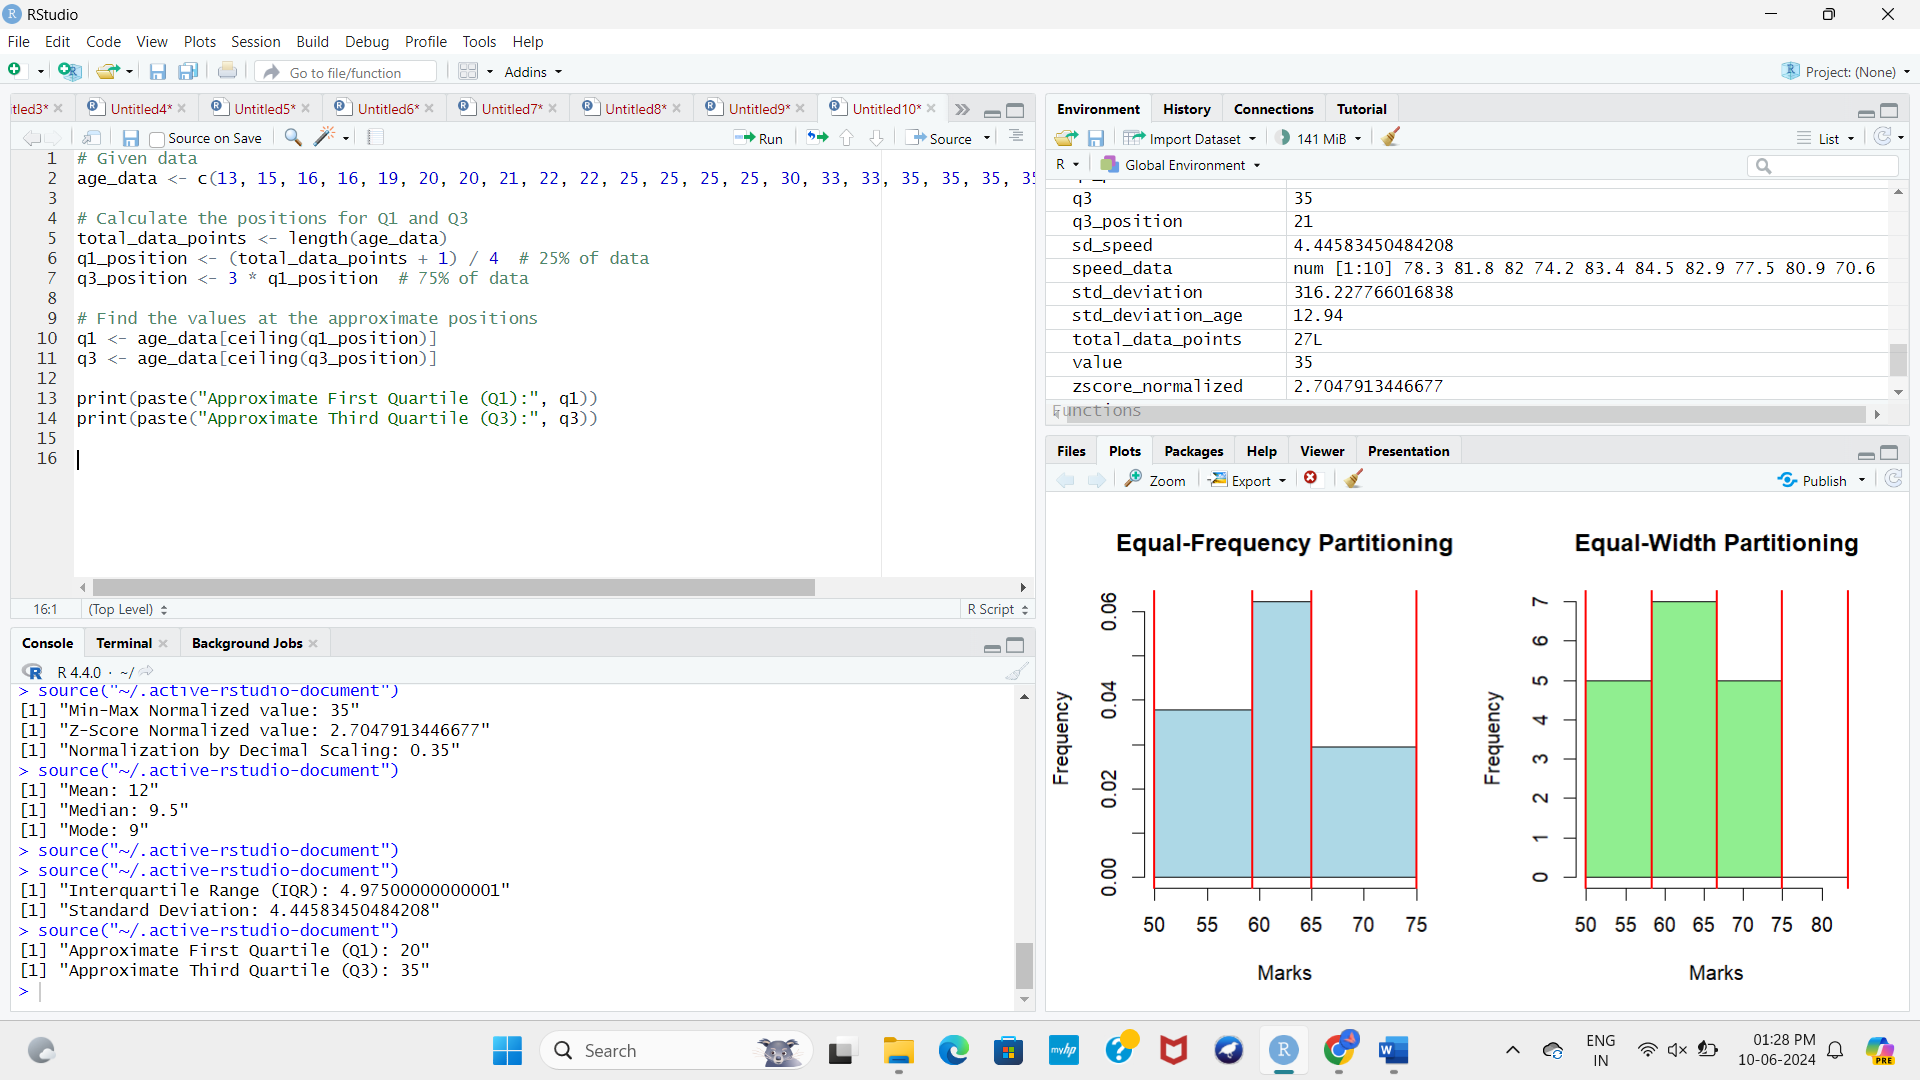 RStudio
File Edit Code View Plots Session Build Debug Profile Tools Help
Go to file/function Addins Project: (None)
tled3* Untitled4* Untitled5* Untitled6* Untitled7* Untitled8* Untitled9* Untitled10*
Source on Save Run Source
1 # Given data
2 age_data <- c(13, 15, 16, 16, 19, 20, 20, 21, 22, 22, 25, 25, 25, 25, 30, 33, 33, 35, 35, 35, 35
3
4 # Calculate the positions for Q1 and Q3
5 total_data_points <- length(age_data)
6 q1_position <- (total_data_points + 1) / 4 # 25% of data
7 q3_position <- 3 * q1_position # 75% of data
8
9 # Find the values at the approximate positions
10 q1 <- age_data[ceiling(q1_position)]
11 q3 <- age_data[ceiling(q3_position)]
12
13 print(paste("Approximate First Quartile (Q1):", q1))
14 print(paste("Approximate Third Quartile (Q3):", q3))
15
16
16:1 (Top Level) R Script
Console Terminal Background Jobs
R 4.4.0 · ~/
> source("~/.active-rstudio-document")
[1] "Min-Max Normalized value: 35"
[1] "Z-Score Normalized value: 2.7047913446677"
[1] "Normalization by Decimal Scaling: 0.35"
> source("~/.active-rstudio-document")
[1] "Mean: 12"
[1] "Median: 9.5"
[1] "Mode: 9"
> source("~/.active-rstudio-document")
> source("~/.active-rstudio-document")
[1] "Interquartile Range (IQR): 4.97500000000001"
[1] "Standard Deviation: 4.44583450484208"
> source("~/.active-rstudio-document")
[1] "Approximate First Quartile (Q1): 20"
[1] "Approximate Third Quartile (Q3): 35"
>
Environment History Connections Tutorial
Import Dataset 141 MiB List
R Global Environment
q3 35
q3_position 21
sd_speed 4.44583450484208
speed_data num [1:10] 78.3 81.8 82 74.2 83.4 84.5 82.9 77.5 80.9 70.6
std_deviation 316.227766016838
std_deviation_age 12.94
total_data_points 27L
value 35
zscore_normalized 2.7047913446677
Functions
Files Plots Packages Help Viewer Presentation
Zoom Export Publish
Equal-Frequency Partitioning
Frequency
0.06
0.04
0.02
0.00
50 55 60 65 70 75
Marks
Equal-Width Partitioning
Frequency
7
6
5
4
3
2
1
0
50 55 60 65 70 75 80
Marks
Search
myhp
R
W
ENG
IN
01:28 PM
10-06-2024
PRE